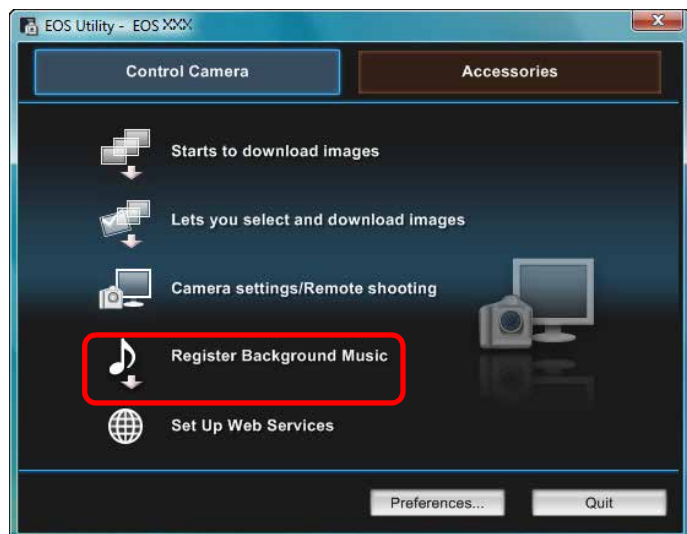 EOS Utility - EOS XXX
Control Camera
Accessories
Starts to download images
Lets you select and download images
Camera settings/Remote shooting
Register Background Music
Set Up Web Services
Preferences...
Quit